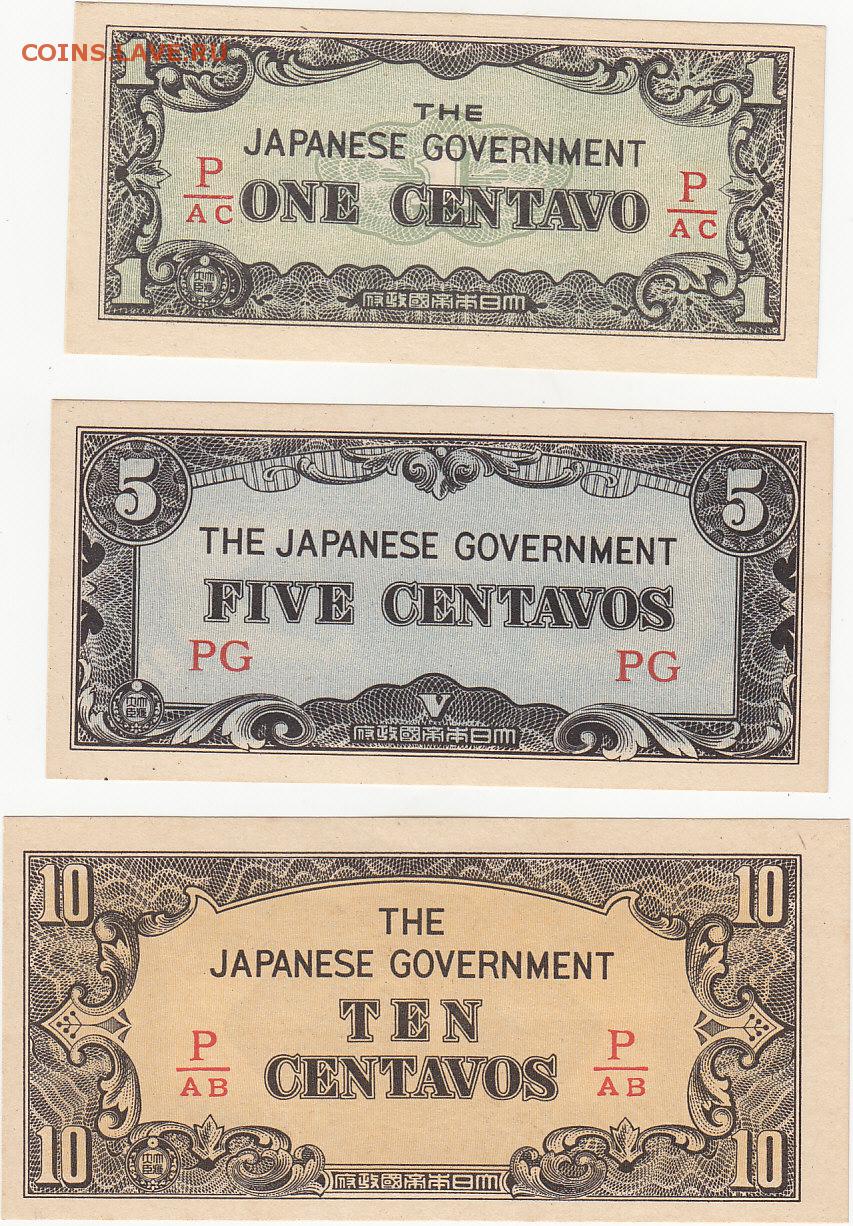 COINS.LAVE.RU
1 1
THE
JAPANESE GOVERNMENT
P
AC
ONE CENTAVO
P
AC
1 1
府政國帝本日大
5 5
THE JAPANESE GOVERNMENT
FIVE CENTAVOS
PG PG
V
府政國帝本日大
10 10
THE
JAPANESE GOVERNMENT
TEN
P
AB
CENTAVOS
P
AB
10 10
府政國帝本日大